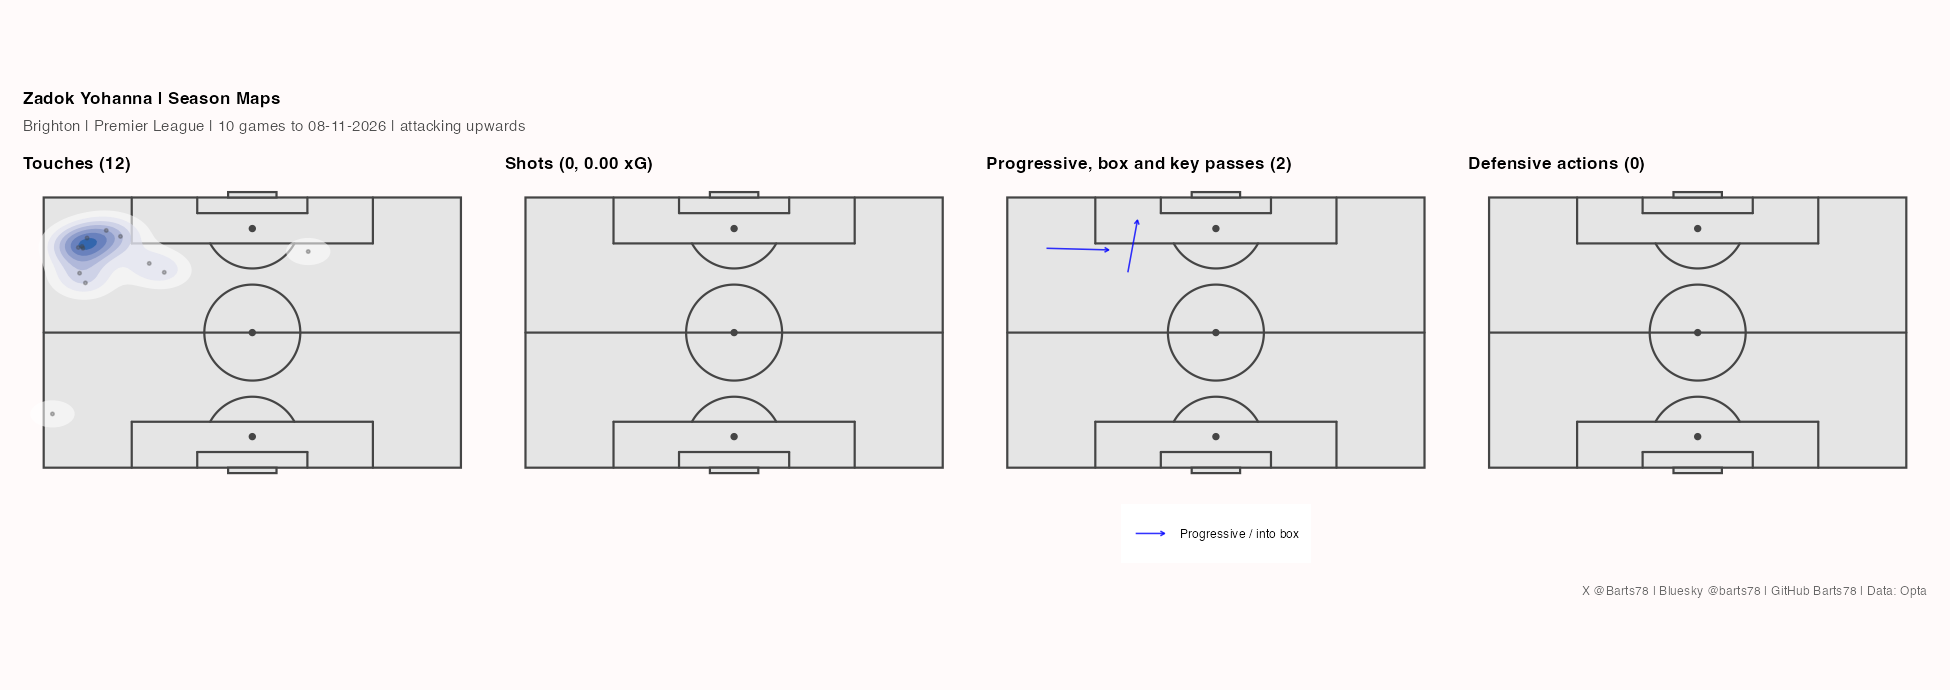 Zadok Yohanna | Season Maps
Brighton | Premier League | 10 games to 08-11-2026 | attacking upwards
Touches (12)
Shots (0, 0.00 xG)
Progressive, box and key passes (2)
Defensive actions (0)
Progressive / into box
X @Barts78 | Bluesky @barts78 | GitHub Barts78 | Data: Opta